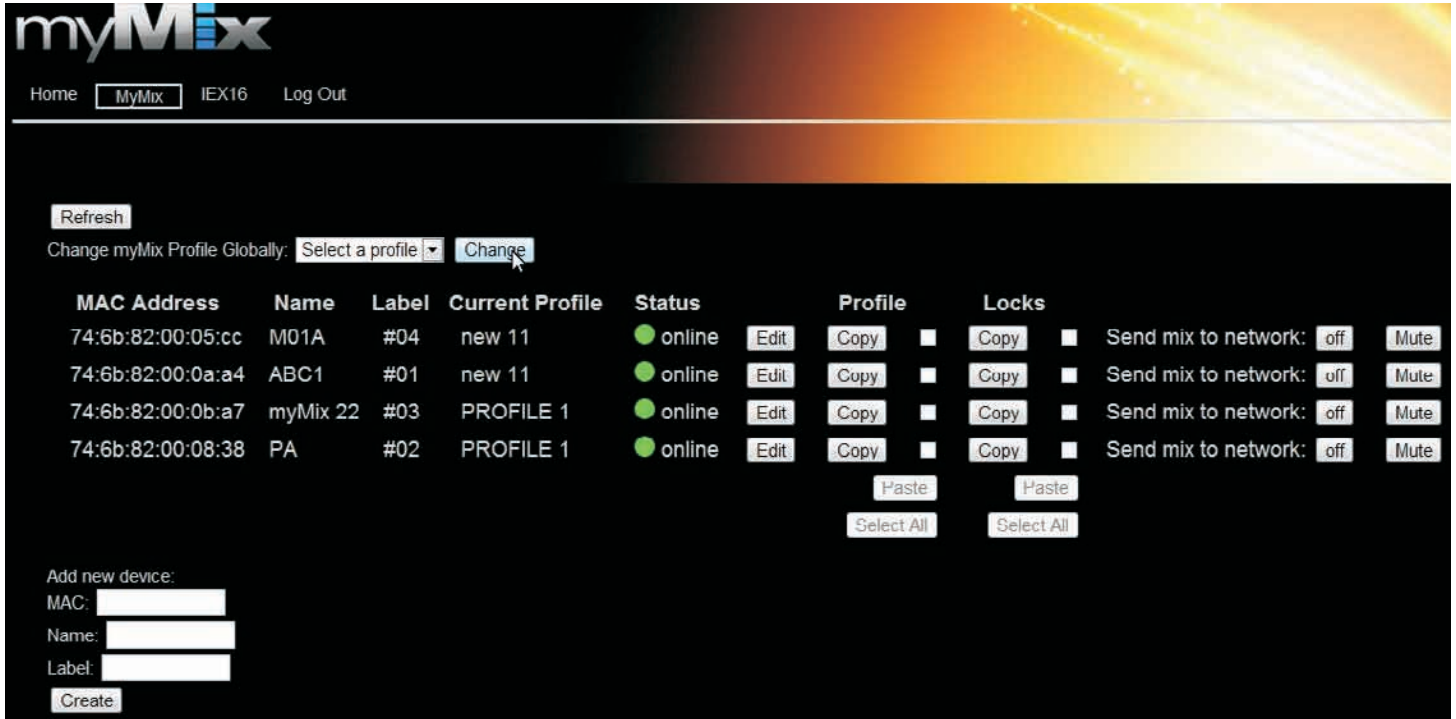 myMix
Home MyMix IEX16 Log Out
Refresh
Change myMix Profile Globally: Select a profile Change
MAC Address Name Label Current Profile Status Profile Locks
74:6b:82:00:05:cc M01A #04 new 11 online Edit Copy Copy Send mix to network: off Mute
74:6b:82:00:0a:a4 ABC1 #01 new 11 online Edit Copy Copy Send mix to network: off Mute
74:6b:82:00:0b:a7 myMix 22 #03 PROFILE 1 online Edit Copy Copy Send mix to network: off Mute
74:6b:82:00:08:38 PA #02 PROFILE 1 online Edit Copy Copy Send mix to network: off Mute
Paste Paste
Select All Select All
Add new device:
MAC:
Name:
Label:
Create